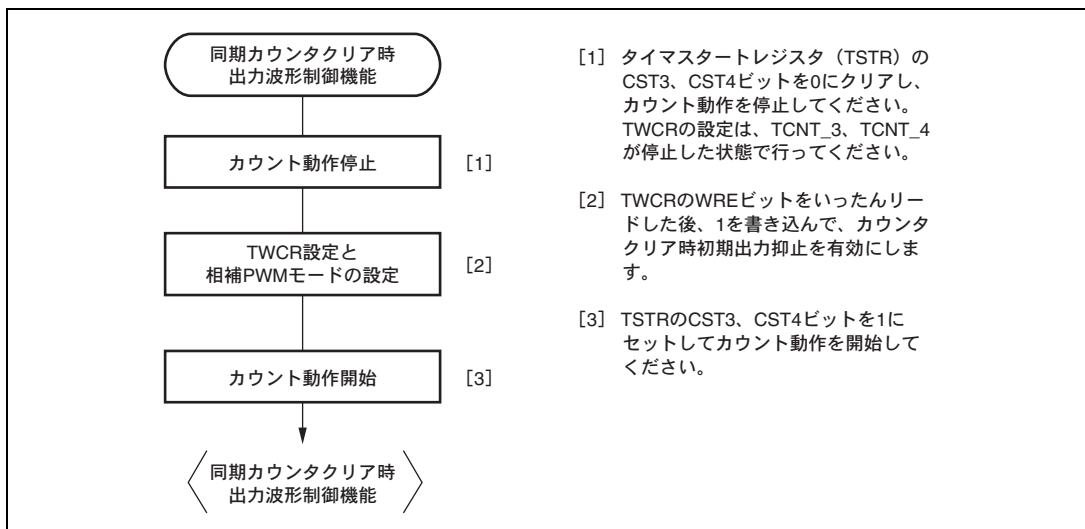 同期カウンタクリア時
出力波形制御機能
カウント動作停止
[1]
TWCR設定と
相補PWMモードの設定
[2]
カウント動作開始
[3]
同期カウンタクリア時
出力波形制御機能
[1] タイマスタートレジスタ（TSTR）の
CST3、CST4ビットを0にクリアし、
カウント動作を停止してください。
TWCRの設定は、TCNT_3、TCNT_4
が停止した状態で行ってください。
[2] TWCRのWREビットをいったんリー
ドした後、1を書き込んで、カウンタ
クリア時初期出力抑止を有効にしま
す。
[3] TSTRのCST3、CST4ビットを1に
セットしてカウント動作を開始して
ください。